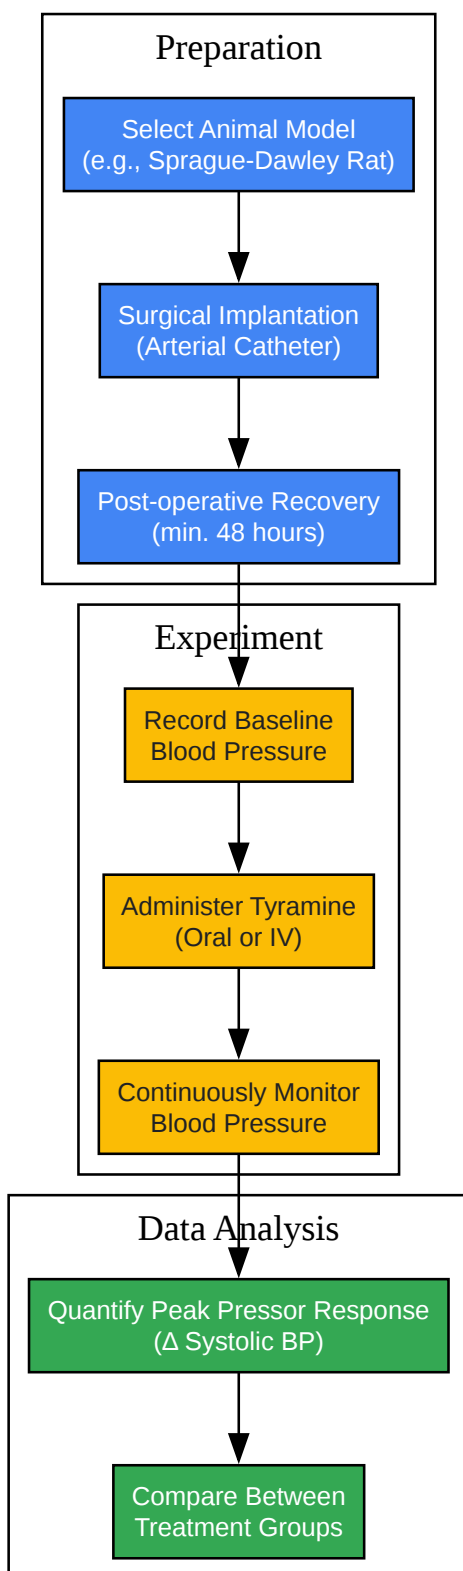 Preparation
Select Animal Model
(e.g., Sprague-Dawley Rat)
Surgical Implantation
(Arterial Catheter)
Post-operative Recovery
(min. 48 hours)
Experiment
Record Baseline
Blood Pressure
Administer Tyramine
(Oral or IV)
Continuously Monitor
Blood Pressure
Data Analysis
Quantify Peak Pressor Response
(Δ Systolic BP)
Compare Between
Treatment Groups